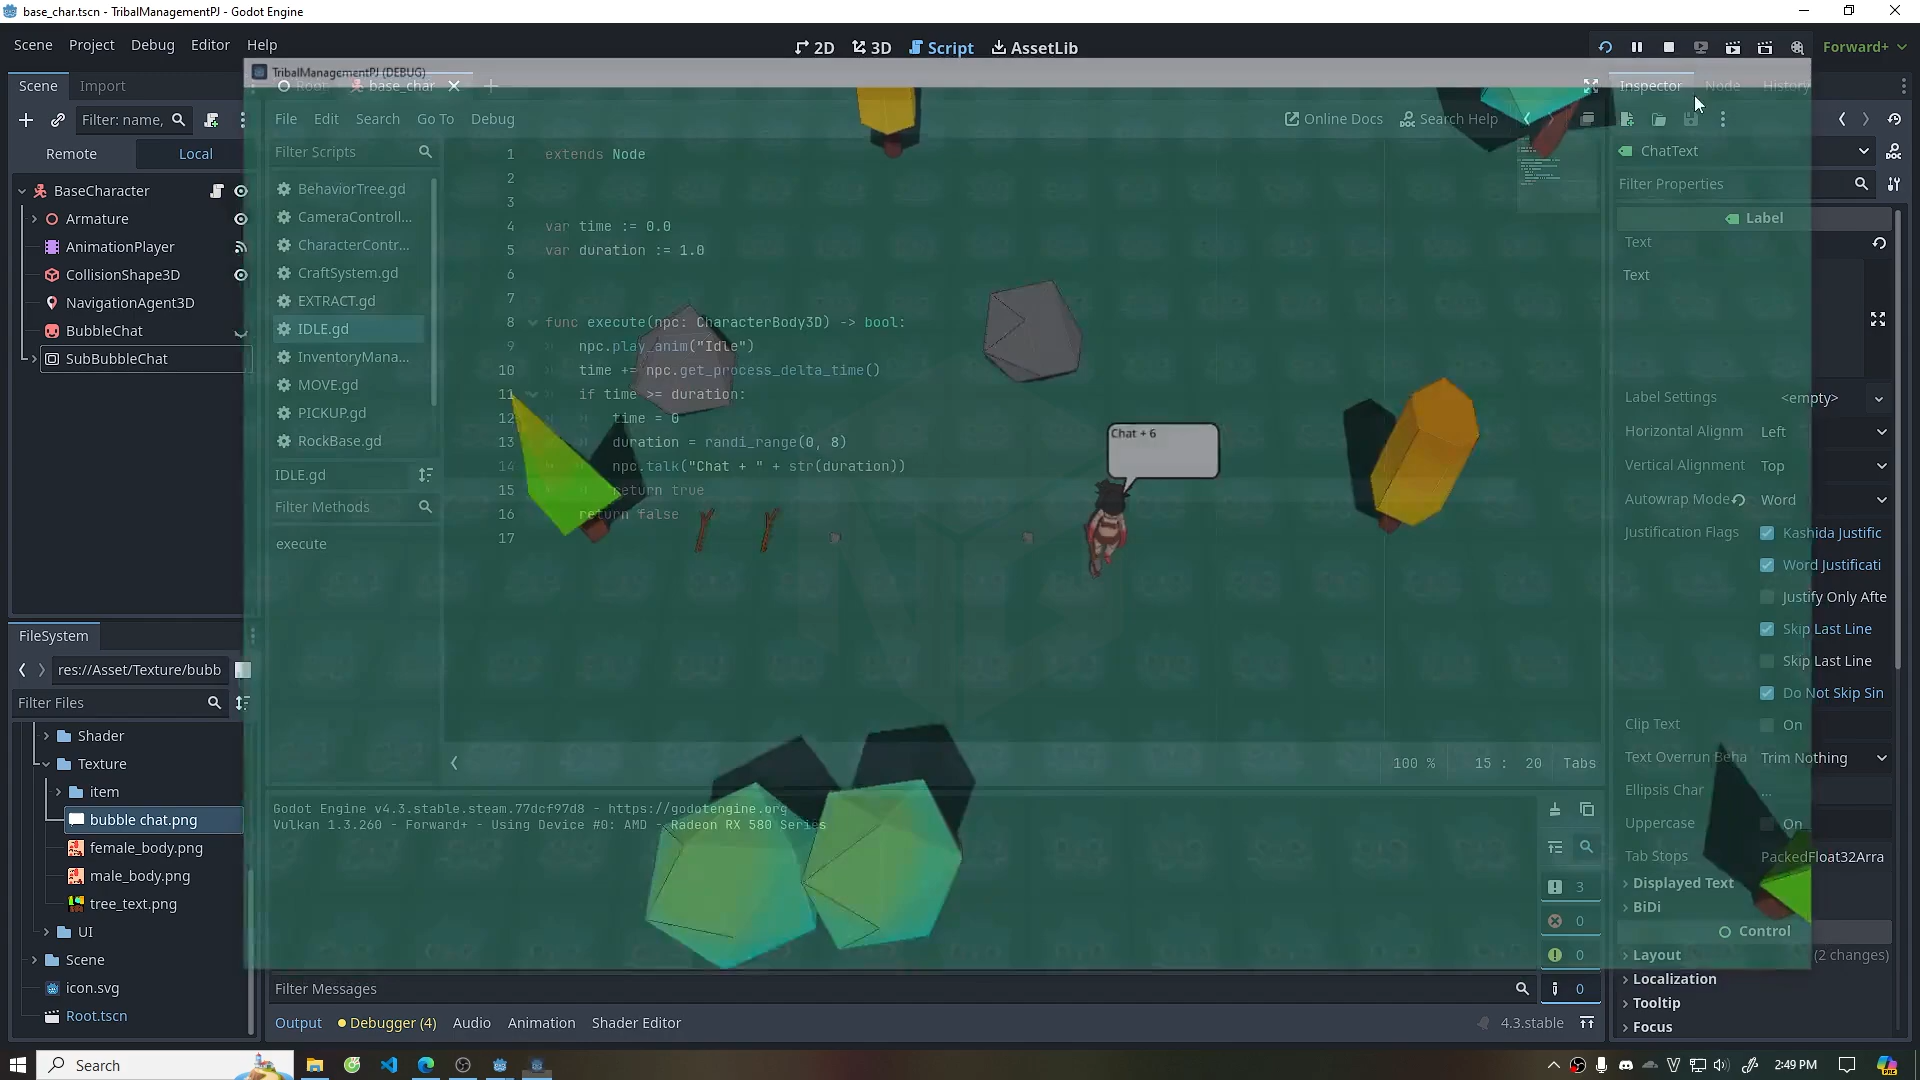 base_char.tscn - TribalManagementPJ - Godot Engine
Scene Project Debug Editor Help
2D 3D Script AssetLib
Forward+
TribalManagementPJ (DEBUG)
Scene Import
Root base_char
Inspector Node History
Filter: name,
File Edit Search Go To Debug
Online Docs Search Help
Remote Local
Filter Scripts
ChatText
Filter Properties
BaseCharacter
Armature
AnimationPlayer
CollisionShape3D
NavigationAgent3D
BubbleChat
SubBubbleChat
BehaviorTree.gd
CameraControll...
CharacterContr...
CraftSystem.gd
EXTRACT.gd
IDLE.gd
InventoryMana...
MOVE.gd
PICKUP.gd
RockBase.gd
IDLE.gd
Filter Methods
execute
1 extends Node
2
3
4 var time := 0.0
5 var duration := 1.0
6
7
8 func execute(npc: CharacterBody3D) -> bool:
9 npc.play_anim("Idle")
10 time += npc.get_process_delta_time()
11 if time >= duration:
12 time = 0
13 duration = randi_range(0, 8)
14 npc.talk("Chat + " + str(duration))
15 return true
16 return false
17
Chat + 6
100 % 15 : 20 Tabs
Label
Text
Text
Label Settings <empty>
Horizontal Alignm Left
Vertical Alignment Top
Autowrap Mode Word
Justification Flags Kashida Justific
Word Justificati
Justify Only Afte
Skip Last Line
Skip Last Line
Do Not Skip Sin
Clip Text On
Text Overrun Beha Trim Nothing
Ellipsis Char ...
Uppercase On
Tab Stops PackedFloat32Arra
Displayed Text
BiDi
Control
Layout (2 changes)
Localization
Tooltip
Focus
FileSystem
res://Asset/Texture/bubb
Filter Files
Shader
Texture
item
bubble chat.png
female_body.png
male_body.png
tree_text.png
UI
Scene
icon.svg
Root.tscn
Godot Engine v4.3.stable.steam.77dcf97d8 - https://godotengine.org
Vulkan 1.3.260 - Forward+ - Using Device #0: AMD - Radeon RX 580 Series
3
0
0
0
Filter Messages
Output Debugger (4) Audio Animation Shader Editor
4.3.stable
Search
2:49 PM